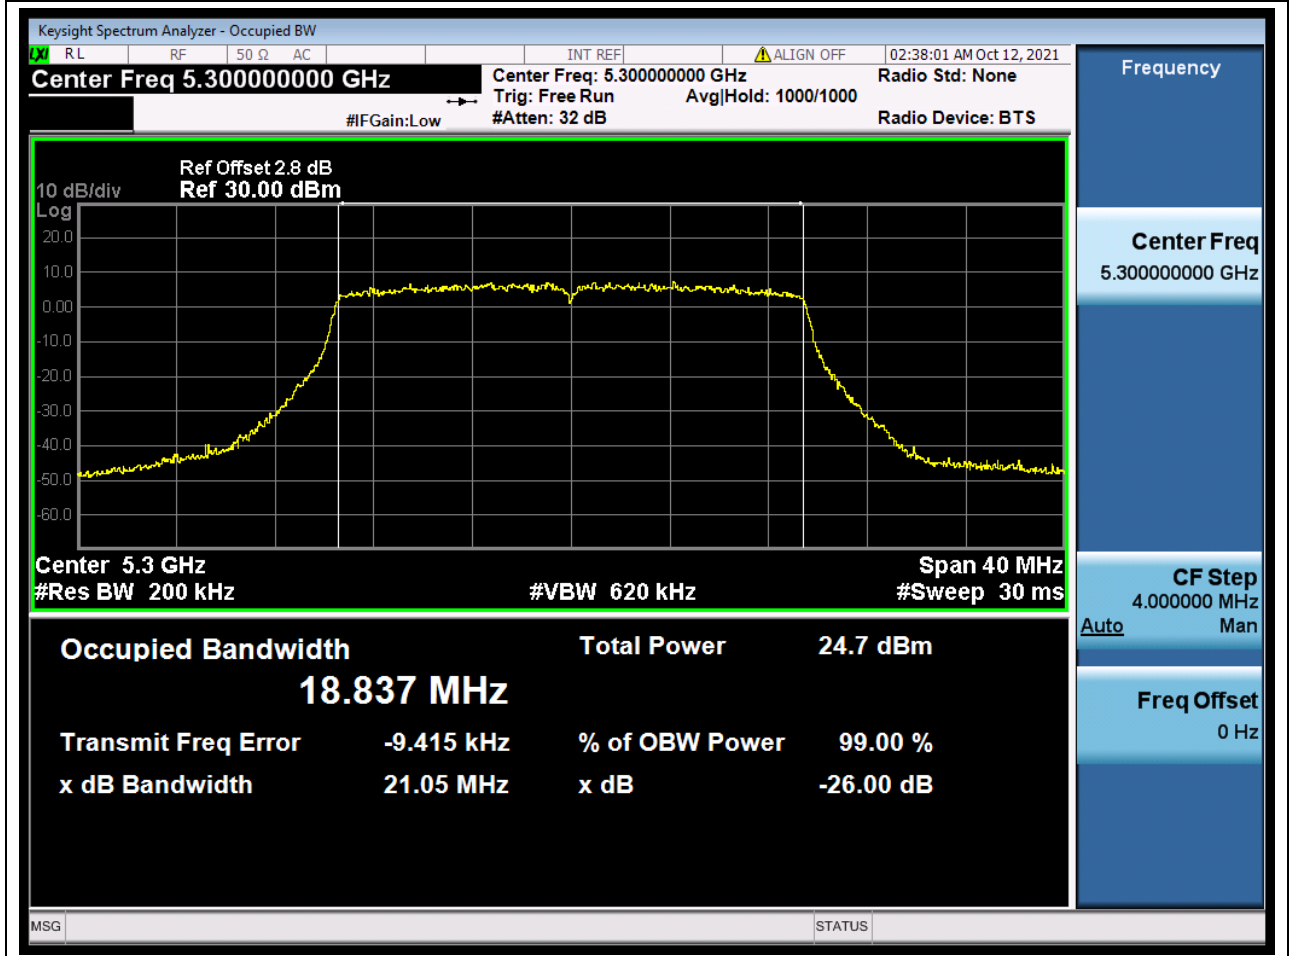 Keysight Spectrum Analyzer - Occupied BW
LXI RL RF 50 Ω AC INT REF ALIGN OFF 02:38:01 AM Oct 12, 2021
Center Freq 5.300000000 GHz
Center Freq: 5.300000000 GHz
Radio Std: None
Trig: Free Run Avg|Hold: 1000/1000
#IFGain:Low
#Atten: 32 dB
Radio Device: BTS
Ref Offset 2.8 dB
10 dB/div Ref 30.00 dBm
Log
20.0
10.0
0.00
-10.0
-20.0
-30.0
-40.0
-50.0
-60.0
Center 5.3 GHz Span 40 MHz
#Res BW 200 kHz #VBW 620 kHz #Sweep 30 ms
Occupied Bandwidth Total Power 24.7 dBm
18.837 MHz
Transmit Freq Error -9.415 kHz % of OBW Power 99.00 %
x dB Bandwidth 21.05 MHz x dB -26.00 dB
Frequency
Center Freq
5.300000000 GHz
CF Step
4.000000 MHz
Auto Man
Freq Offset
0 Hz
MSG STATUS